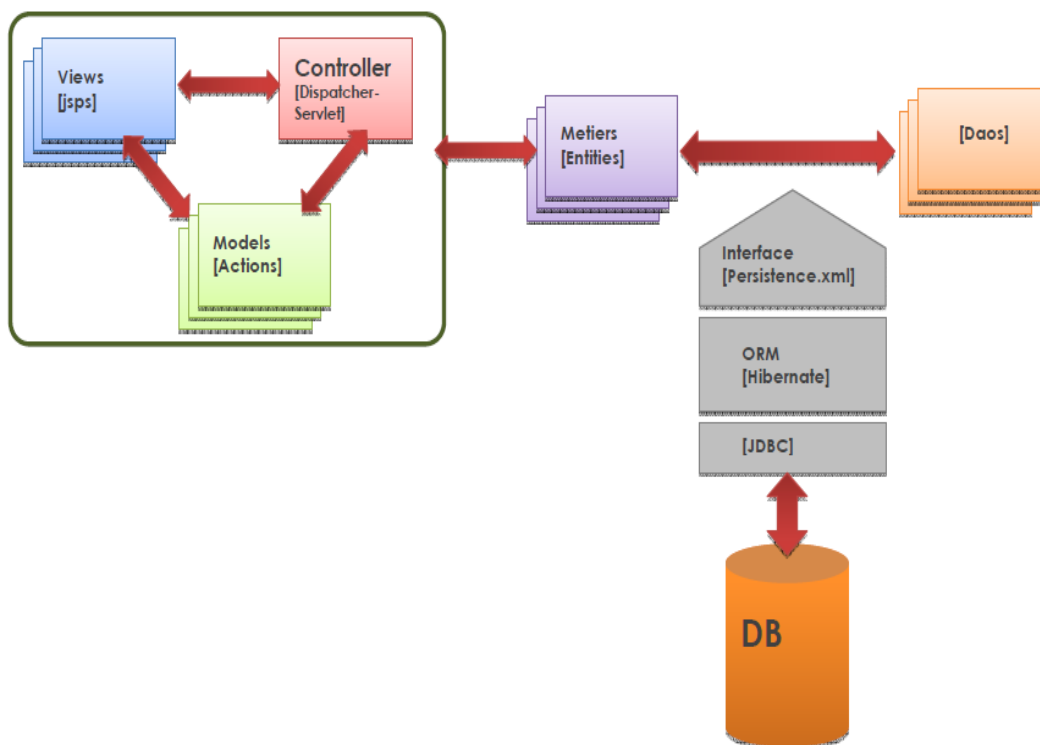 Views
[jsps]
Controller
[Dispatcher-
Servlet]
Models
[Actions]
Metiers
[Entities]
[Daos]
Interface
[Persistence.xml]
ORM
[Hibernate]
[JDBC]
DB